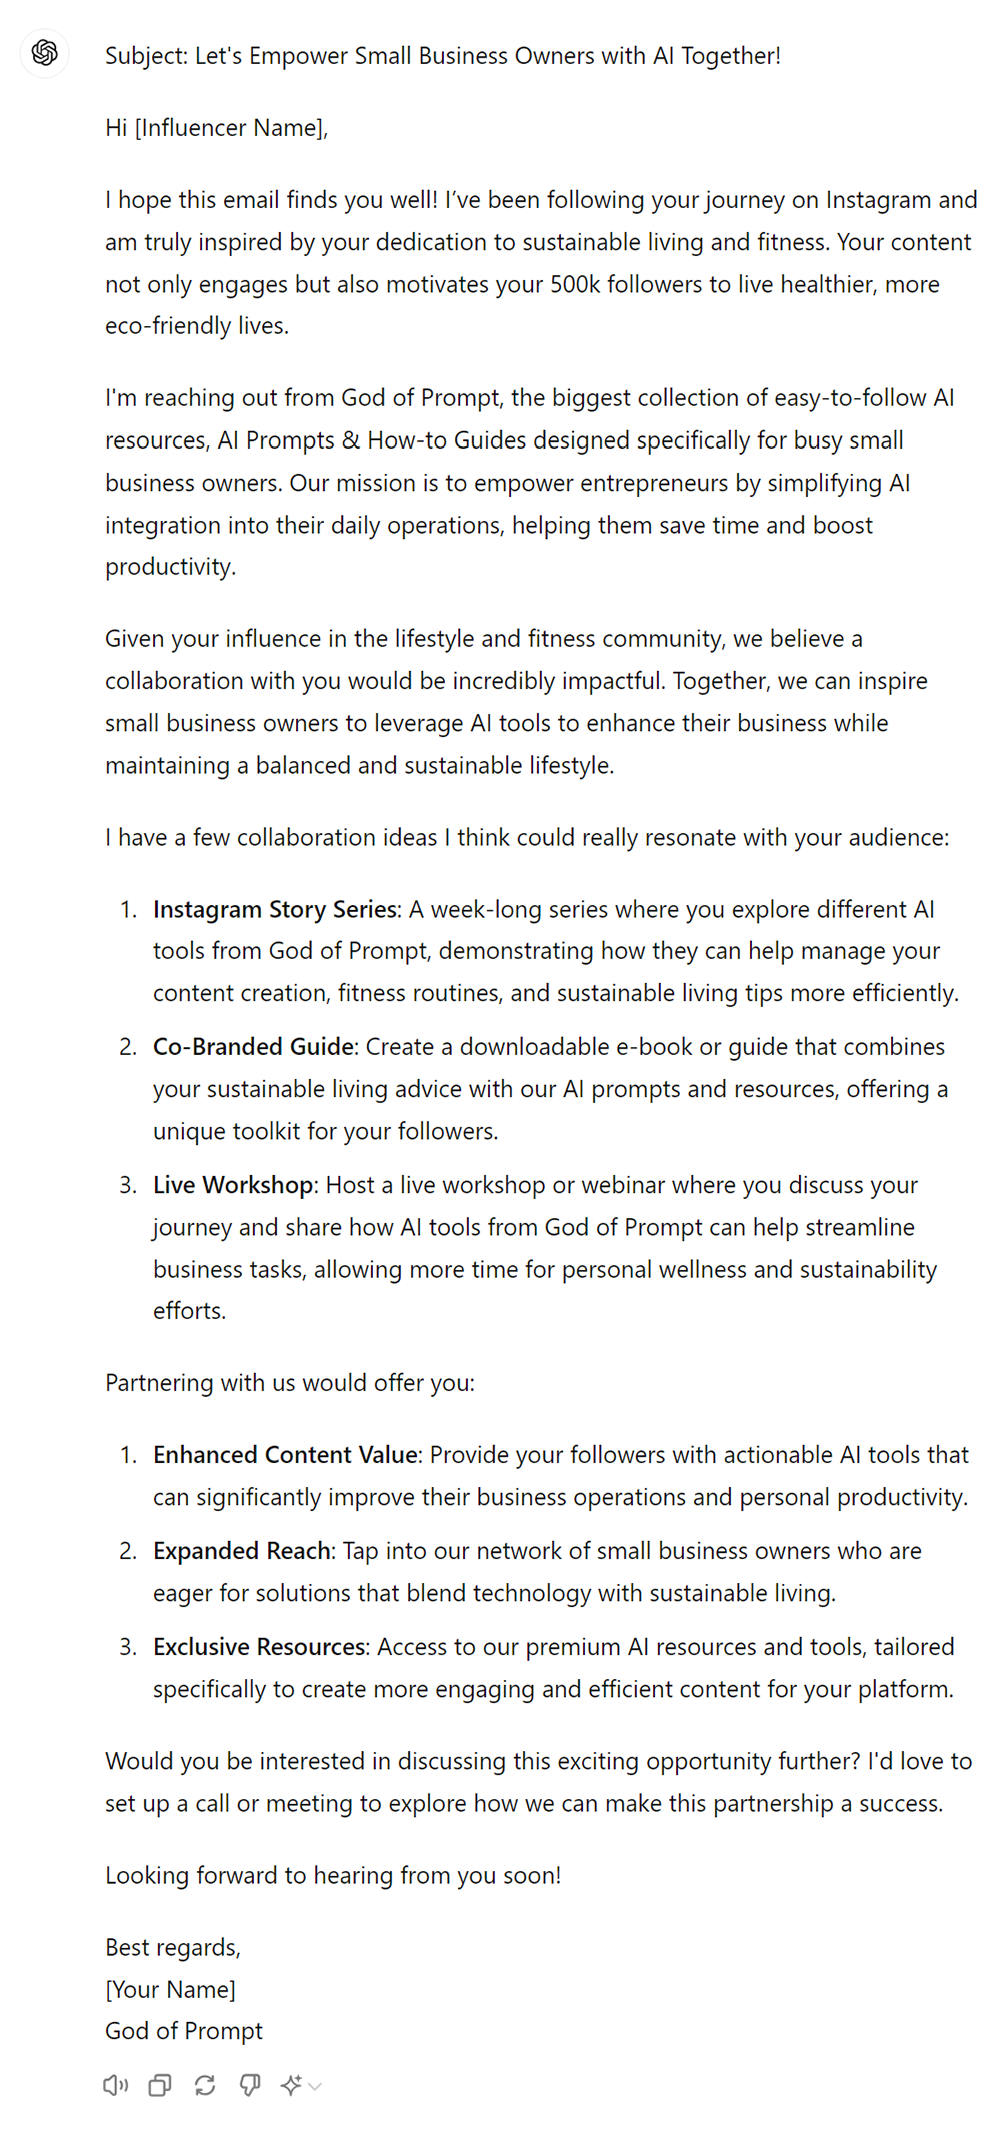 Subject: Let's Empower Small Business Owners with AI Together!
Hi [Influencer Name],
I hope this email finds you well! I’ve been following your journey on Instagram and
am truly inspired by your dedication to sustainable living and fitness. Your content
not only engages but also motivates your 500k followers to live healthier, more
eco-friendly lives.
I'm reaching out from God of Prompt, the biggest collection of easy-to-follow AI
resources, AI Prompts & How-to Guides designed specifically for busy small
business owners. Our mission is to empower entrepreneurs by simplifying AI
integration into their daily operations, helping them save time and boost
productivity.
Given your influence in the lifestyle and fitness community, we believe a
collaboration with you would be incredibly impactful. Together, we can inspire
small business owners to leverage AI tools to enhance their business while
maintaining a balanced and sustainable lifestyle.
I have a few collaboration ideas I think could really resonate with your audience:
1. Instagram Story Series: A week-long series where you explore different AI
tools from God of Prompt, demonstrating how they can help manage your
content creation, fitness routines, and sustainable living tips more efficiently.
2. Co-Branded Guide: Create a downloadable e-book or guide that combines
your sustainable living advice with our AI prompts and resources, offering a
unique toolkit for your followers.
3. Live Workshop: Host a live workshop or webinar where you discuss your
journey and share how AI tools from God of Prompt can help streamline
business tasks, allowing more time for personal wellness and sustainability
efforts.
Partnering with us would offer you:
1. Enhanced Content Value: Provide your followers with actionable AI tools that
can significantly improve their business operations and personal productivity.
2. Expanded Reach: Tap into our network of small business owners who are
eager for solutions that blend technology with sustainable living.
3. Exclusive Resources: Access to our premium AI resources and tools, tailored
specifically to create more engaging and efficient content for your platform.
Would you be interested in discussing this exciting opportunity further? I'd love to
set up a call or meeting to explore how we can make this partnership a success.
Looking forward to hearing from you soon!
Best regards,
[Your Name]
God of Prompt